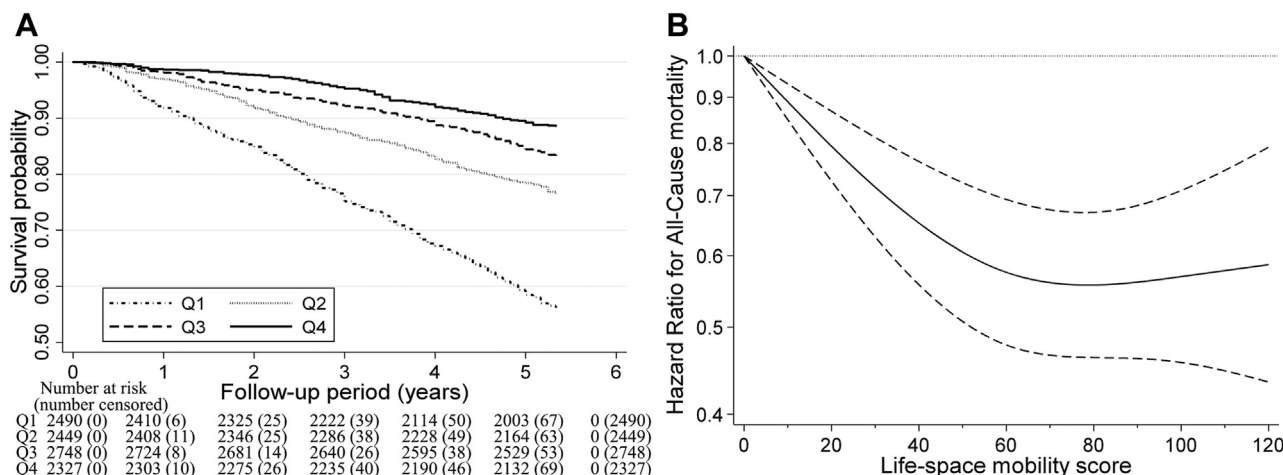 A
Survival probability
1.00
0.90
0.80
0.70
0.60
0.50
Q1 Q2
Q3 Q4
0 1 2 3 4 5 6
Follow-up period (years)
Number at risk
(number censored)
Q1 2490 (0) 2410 (6) 2325 (25) 2222 (39) 2114 (50) 2003 (67) 0 (2490)
Q2 2449 (0) 2408 (11) 2346 (25) 2286 (38) 2228 (49) 2164 (63) 0 (2449)
Q3 2748 (0) 2724 (8) 2681 (14) 2640 (26) 2595 (38) 2529 (53) 0 (2748)
Q4 2327 (0) 2303 (10) 2275 (26) 2235 (40) 2190 (46) 2132 (69) 0 (2327)
B
Hazard Ratio for All-Cause mortality
1.0
0.9
0.8
0.7
0.6
0.5
0.4
0 20 40 60 80 100 120
Life-space mobility score